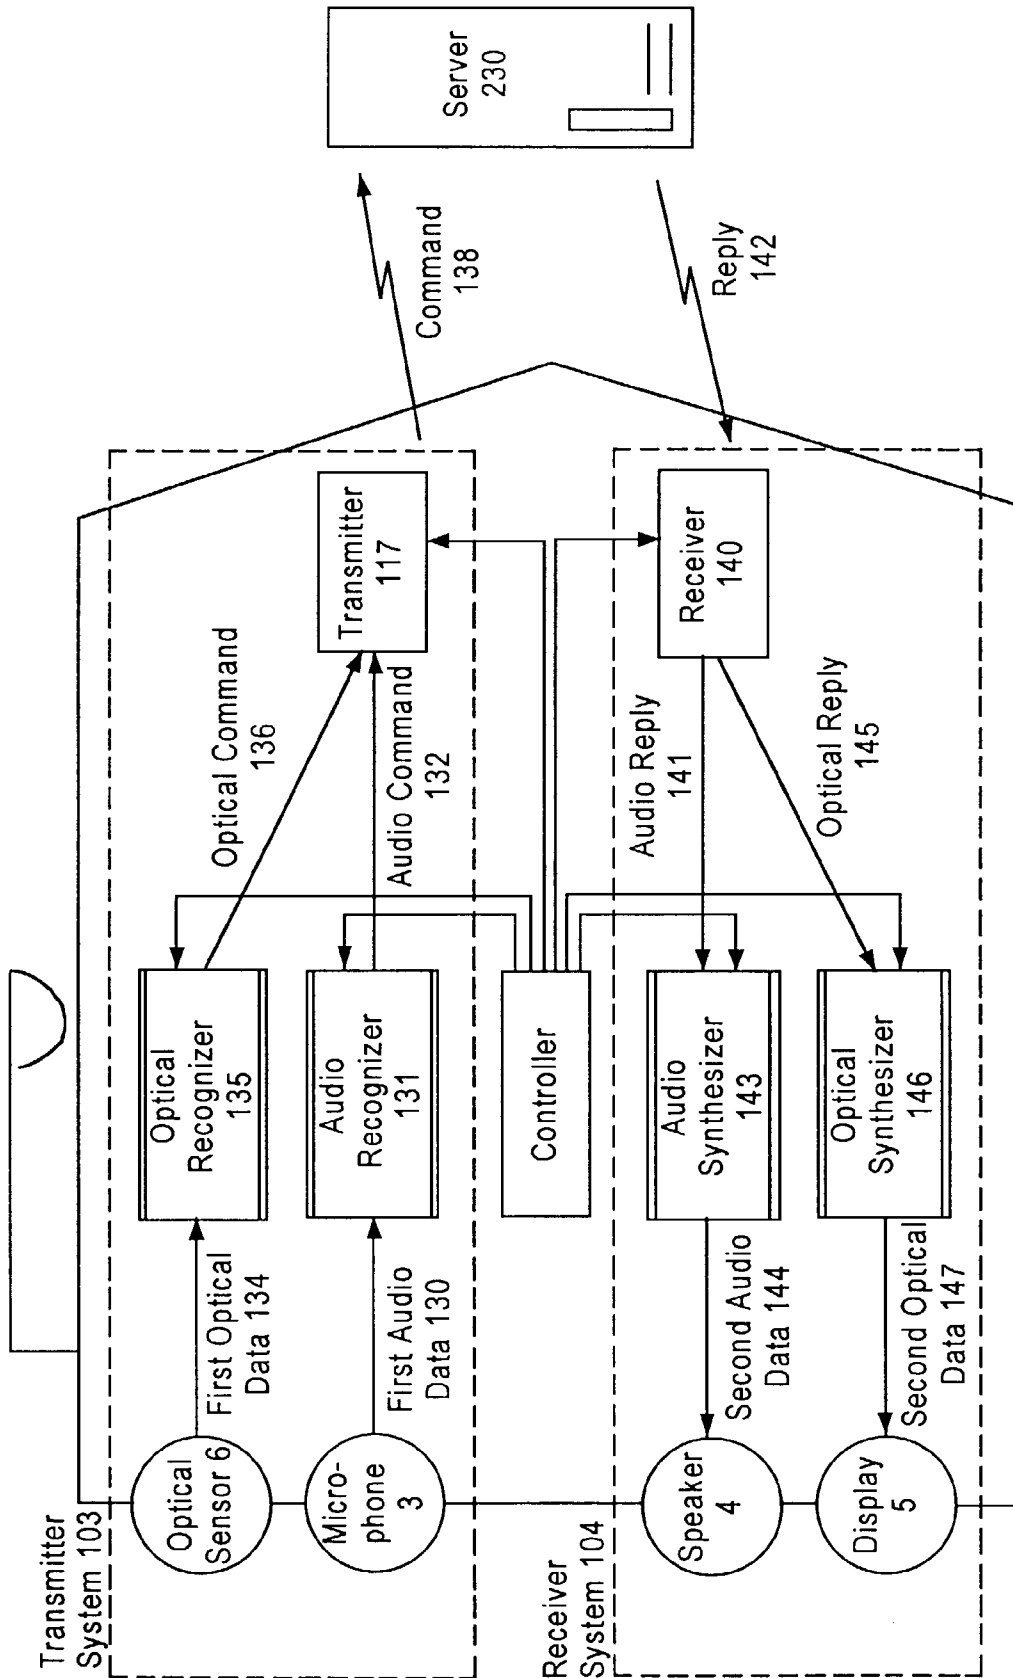 Transmitter
System 103
Optical
Sensor 6
First Optical
Data 134
Optical
Recognizer
135
Optical Command
136
Micro-
phone
3
First Audio
Data 130
Audio
Recognizer
131
Audio Command
132
Transmitter
117
Command
138
Server
230
Controller
Receiver
System 104
Speaker
4
Second Audio
Data 144
Audio
Synthesizer
143
Audio Reply
141
Receiver
140
Reply
142
Display
5
Second Optical
Data 147
Optical
Synthesizer
146
Optical Reply
145